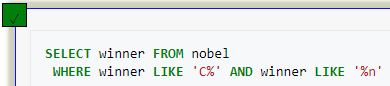 ✓
SELECT winner FROM nobel
WHERE winner LIKE 'C%' AND winner LIKE '%n'